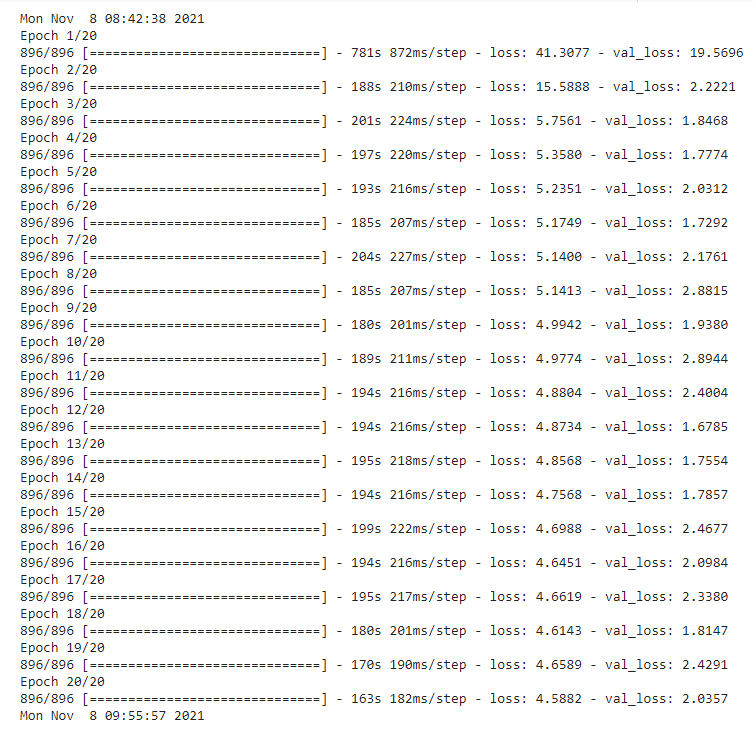 Mon Nov  8 08:42:38 2021
Epoch 1/20
896/896 [==============================] - 781s 872ms/step - loss: 41.3077 - val_loss: 19.5696
Epoch 2/20
896/896 [==============================] - 188s 210ms/step - loss: 15.5888 - val_loss: 2.2221
Epoch 3/20
896/896 [==============================] - 201s 224ms/step - loss: 5.7561 - val_loss: 1.8468
Epoch 4/20
896/896 [==============================] - 197s 220ms/step - loss: 5.3580 - val_loss: 1.7774
Epoch 5/20
896/896 [==============================] - 193s 216ms/step - loss: 5.2351 - val_loss: 2.0312
Epoch 6/20
896/896 [==============================] - 185s 207ms/step - loss: 5.1749 - val_loss: 1.7292
Epoch 7/20
896/896 [==============================] - 204s 227ms/step - loss: 5.1400 - val_loss: 2.1761
Epoch 8/20
896/896 [==============================] - 185s 207ms/step - loss: 5.1413 - val_loss: 2.8815
Epoch 9/20
896/896 [==============================] - 180s 201ms/step - loss: 4.9942 - val_loss: 1.9380
Epoch 10/20
896/896 [==============================] - 189s 211ms/step - loss: 4.9774 - val_loss: 2.8944
Epoch 11/20
896/896 [==============================] - 194s 216ms/step - loss: 4.8804 - val_loss: 2.4004
Epoch 12/20
896/896 [==============================] - 194s 216ms/step - loss: 4.8734 - val_loss: 1.6785
Epoch 13/20
896/896 [==============================] - 195s 218ms/step - loss: 4.8568 - val_loss: 1.7554
Epoch 14/20
896/896 [==============================] - 194s 216ms/step - loss: 4.7568 - val_loss: 1.7857
Epoch 15/20
896/896 [==============================] - 199s 222ms/step - loss: 4.6988 - val_loss: 2.4677
Epoch 16/20
896/896 [==============================] - 194s 216ms/step - loss: 4.6451 - val_loss: 2.0984
Epoch 17/20
896/896 [==============================] - 195s 217ms/step - loss: 4.6619 - val_loss: 2.3380
Epoch 18/20
896/896 [==============================] - 180s 201ms/step - loss: 4.6143 - val_loss: 1.8147
Epoch 19/20
896/896 [==============================] - 170s 190ms/step - loss: 4.6589 - val_loss: 2.4291
Epoch 20/20
896/896 [==============================] - 163s 182ms/step - loss: 4.5882 - val_loss: 2.0357
Mon Nov  8 09:55:57 2021